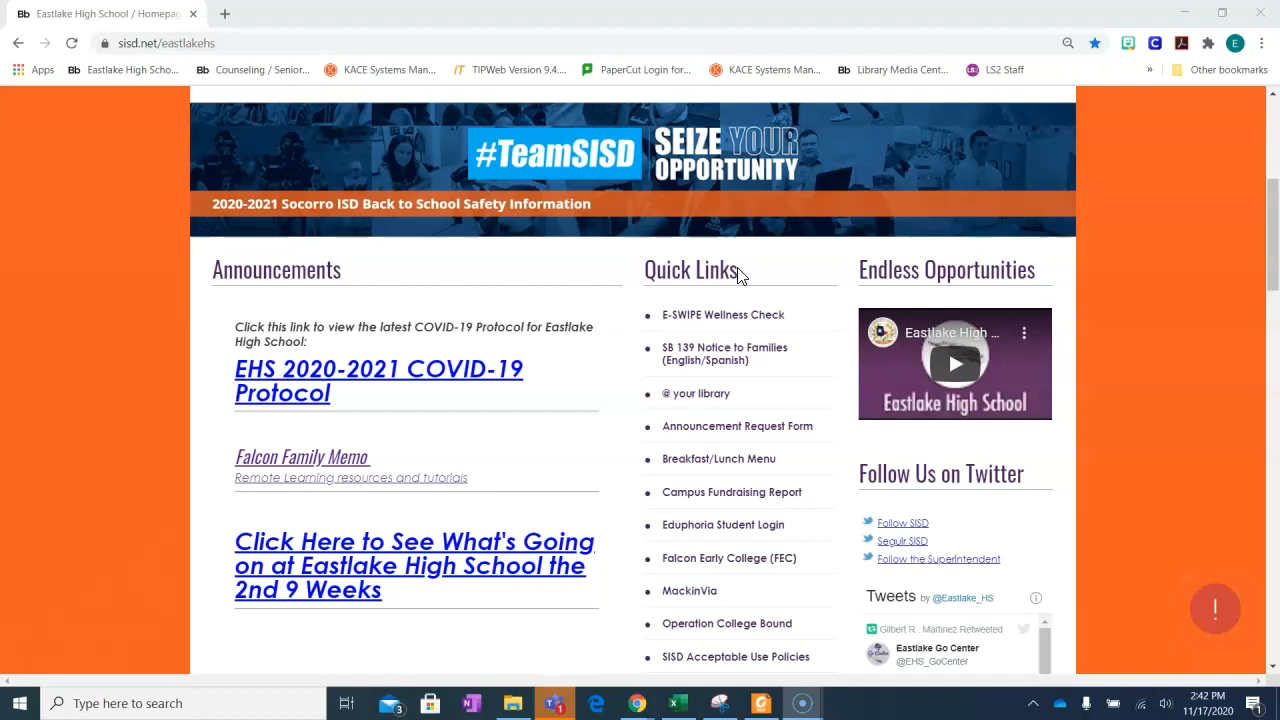 Bb Eastlake High School / Homepag
sisd.net/eastlakehs
Apps
Bb Eastlake High Scho...
Bb Counseling / Senior...
KACE Systems Man...
TIPWeb Version 9.4....
PaperCut Login for...
KACE Systems Man...
Bb Library Media Cent...
LS2 Staff
»
Other bookmarks
#TeamSISD
SEIZE YOUR
OPPORTUNITY
2020-2021 Socorro ISD Back to School Safety Information
Announcements
Click this link to view the latest COVID-19 Protocol for Eastlake
High School:
EHS 2020-2021 COVID-19
Protocol
Falcon Family Memo
Remote Learning resources and tutorials
Click Here to See What's Going
on at Eastlake High School the
2nd 9 Weeks
Quick Links
E-SWIPE Wellness Check
SB 139 Notice to Families
(English/Spanish)
@ your library
Announcement Request Form
Breakfast/Lunch Menu
Campus Fundraising Report
Eduphoria Student Login
Falcon Early College (FEC)
MackinVia
Operation College Bound
SISD Acceptable Use Policies
Endless Opportunities
Eastlake High ...
Eastlake High School
Follow Us on Twitter
Follow SISD
Seguir SISD
Follow the Superintendent
Tweets by @Eastlake_HS
Gilbert R . Martinez Retweeted
Eastlake Go Center
@EHS_GoCenter
Type here to search
2:42 PM
11/17/2020